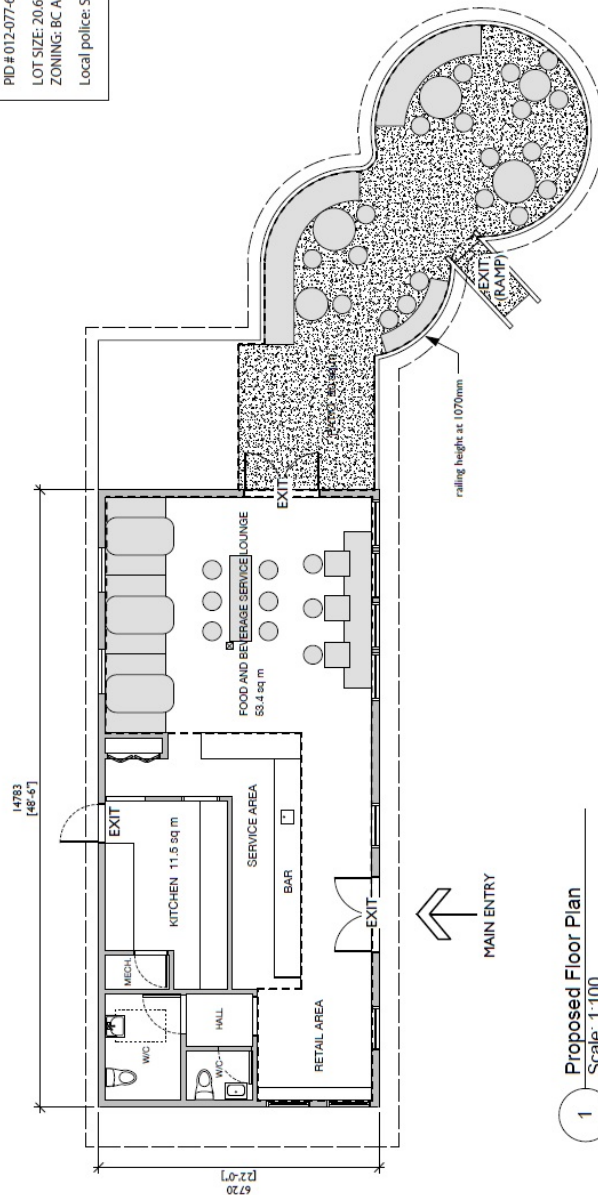 PID# 012-077-6
LOT SIZE: 20.6
ZONING: BC A
Local police: S
14783
[48'-6"]
6720
[22'-0"]
W/C
MECH.
EXIT
KITCHEN 11.5 sq m
HALL
W/C
SERVICE AREA
BAR
RETAIL AREA
EXIT
FOOD AND BEVERAGE SERVICE LOUNGE
53.4 sq m
EXIT
EXIT
(RAMP)
railing height at 1070mm
MAIN ENTRY
1
Proposed Floor Plan
Scale: 1:100